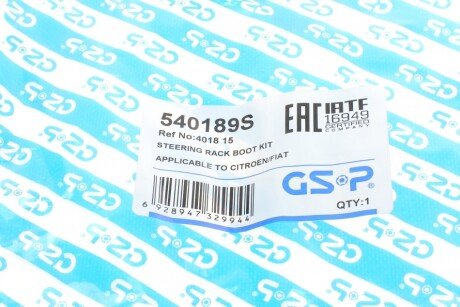 540189S
Ref No:4018 15
STEERING RACK BOOT KIT
APPLICABLE TO CITROEN/FIAT
6 928947 329944
EAC
IATF
16949
CERTIFIED
COMPANY
GS·P
QTY:1